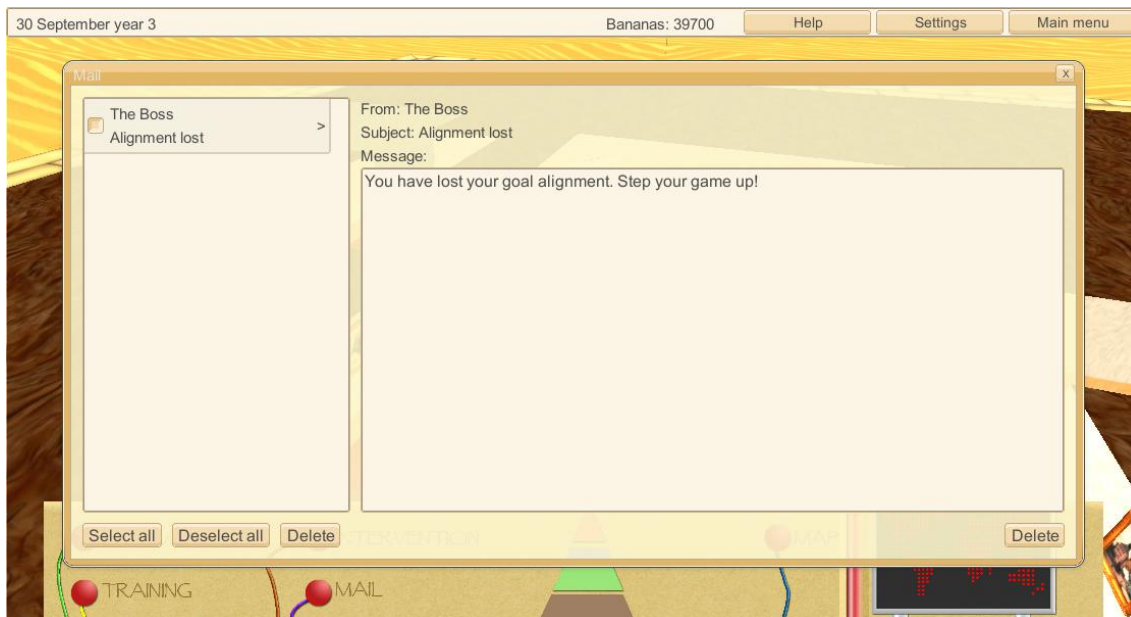 30 September year 3
Bananas: 39700
Help
Settings
Main menu
Mail
x
The Boss
Alignment lost
>
From: The Boss
Subject: Alignment lost
Message:
You have lost your goal alignment. Step your game up!
Select all
Deselect all
Delete
Delete
INTERVENTION
MAP
TRAINING
MAIL